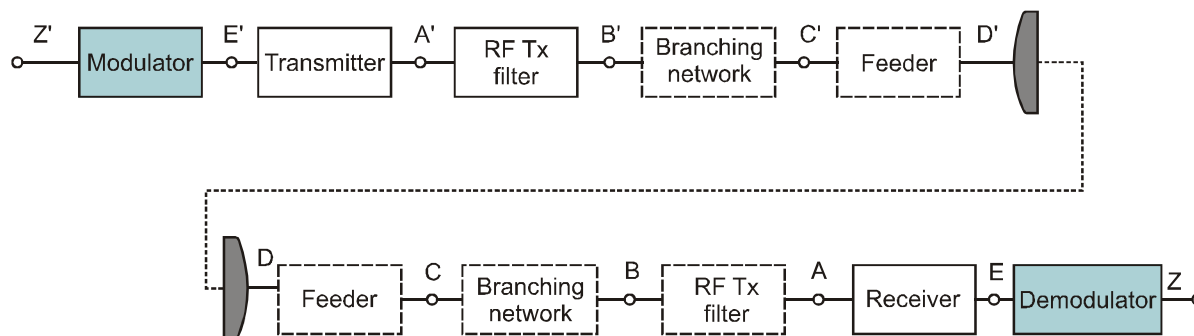 Z'
Modulator
E'
Transmitter
A'
RF Tx
filter
B'
Branching
network
C'
Feeder
D'
D
Feeder
C
Branching
network
B
RF Tx
filter
A
Receiver
E
Demodulator
Z